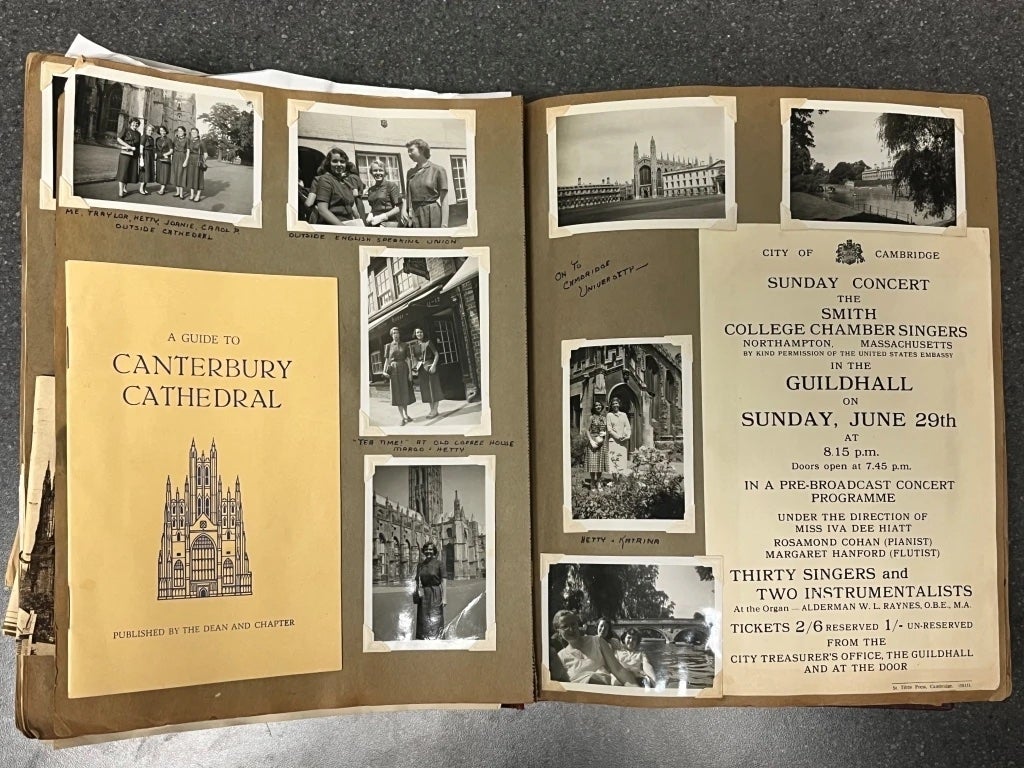 ME, TRAYLOR, HETTY, JOANIE, CAROL P.
OUTSIDE CATHEDRAL
OUTSIDE ENGLISH SPEAKING UNION
A GUIDE TO
CANTERBURY
CATHEDRAL
PUBLISHED BY THE DEAN AND CHAPTER
"TEA TIME!" AT OLD COFFEE HOUSE
MARGO + HETTY
ON TO
CAMBRIDGE
UNIVERSITY—
HETTY + KATRINA
CITY OF CAMBRIDGE
SUNDAY CONCERT
THE
SMITH
COLLEGE CHAMBER SINGERS
NORTHAMPTON, MASSACHUSETTS
BY KIND PERMISSION OF THE UNITED STATES EMBASSY
IN THE
GUILDHALL
ON
SUNDAY, JUNE 29th
AT
8.15 p.m.
Doors open at 7.45 p.m.
IN A PRE-BROADCAST CONCERT
PROGRAMME
UNDER THE DIRECTION OF
MISS IVA DEE HIATT
ROSAMOND COHAN (PIANIST)
MARGARET HANFORD (FLUTIST)
THIRTY SINGERS and
TWO INSTRUMENTALISTS
At the Organ — ALDERMAN W. L. RAYNES, O.B.E., M.A.
TICKETS 2/6 RESERVED 1/- UN-RESERVED
FROM THE
CITY TREASURER'S OFFICE, THE GUILDHALL
AND AT THE DOOR
St. Tibbs Press, Cambridge.